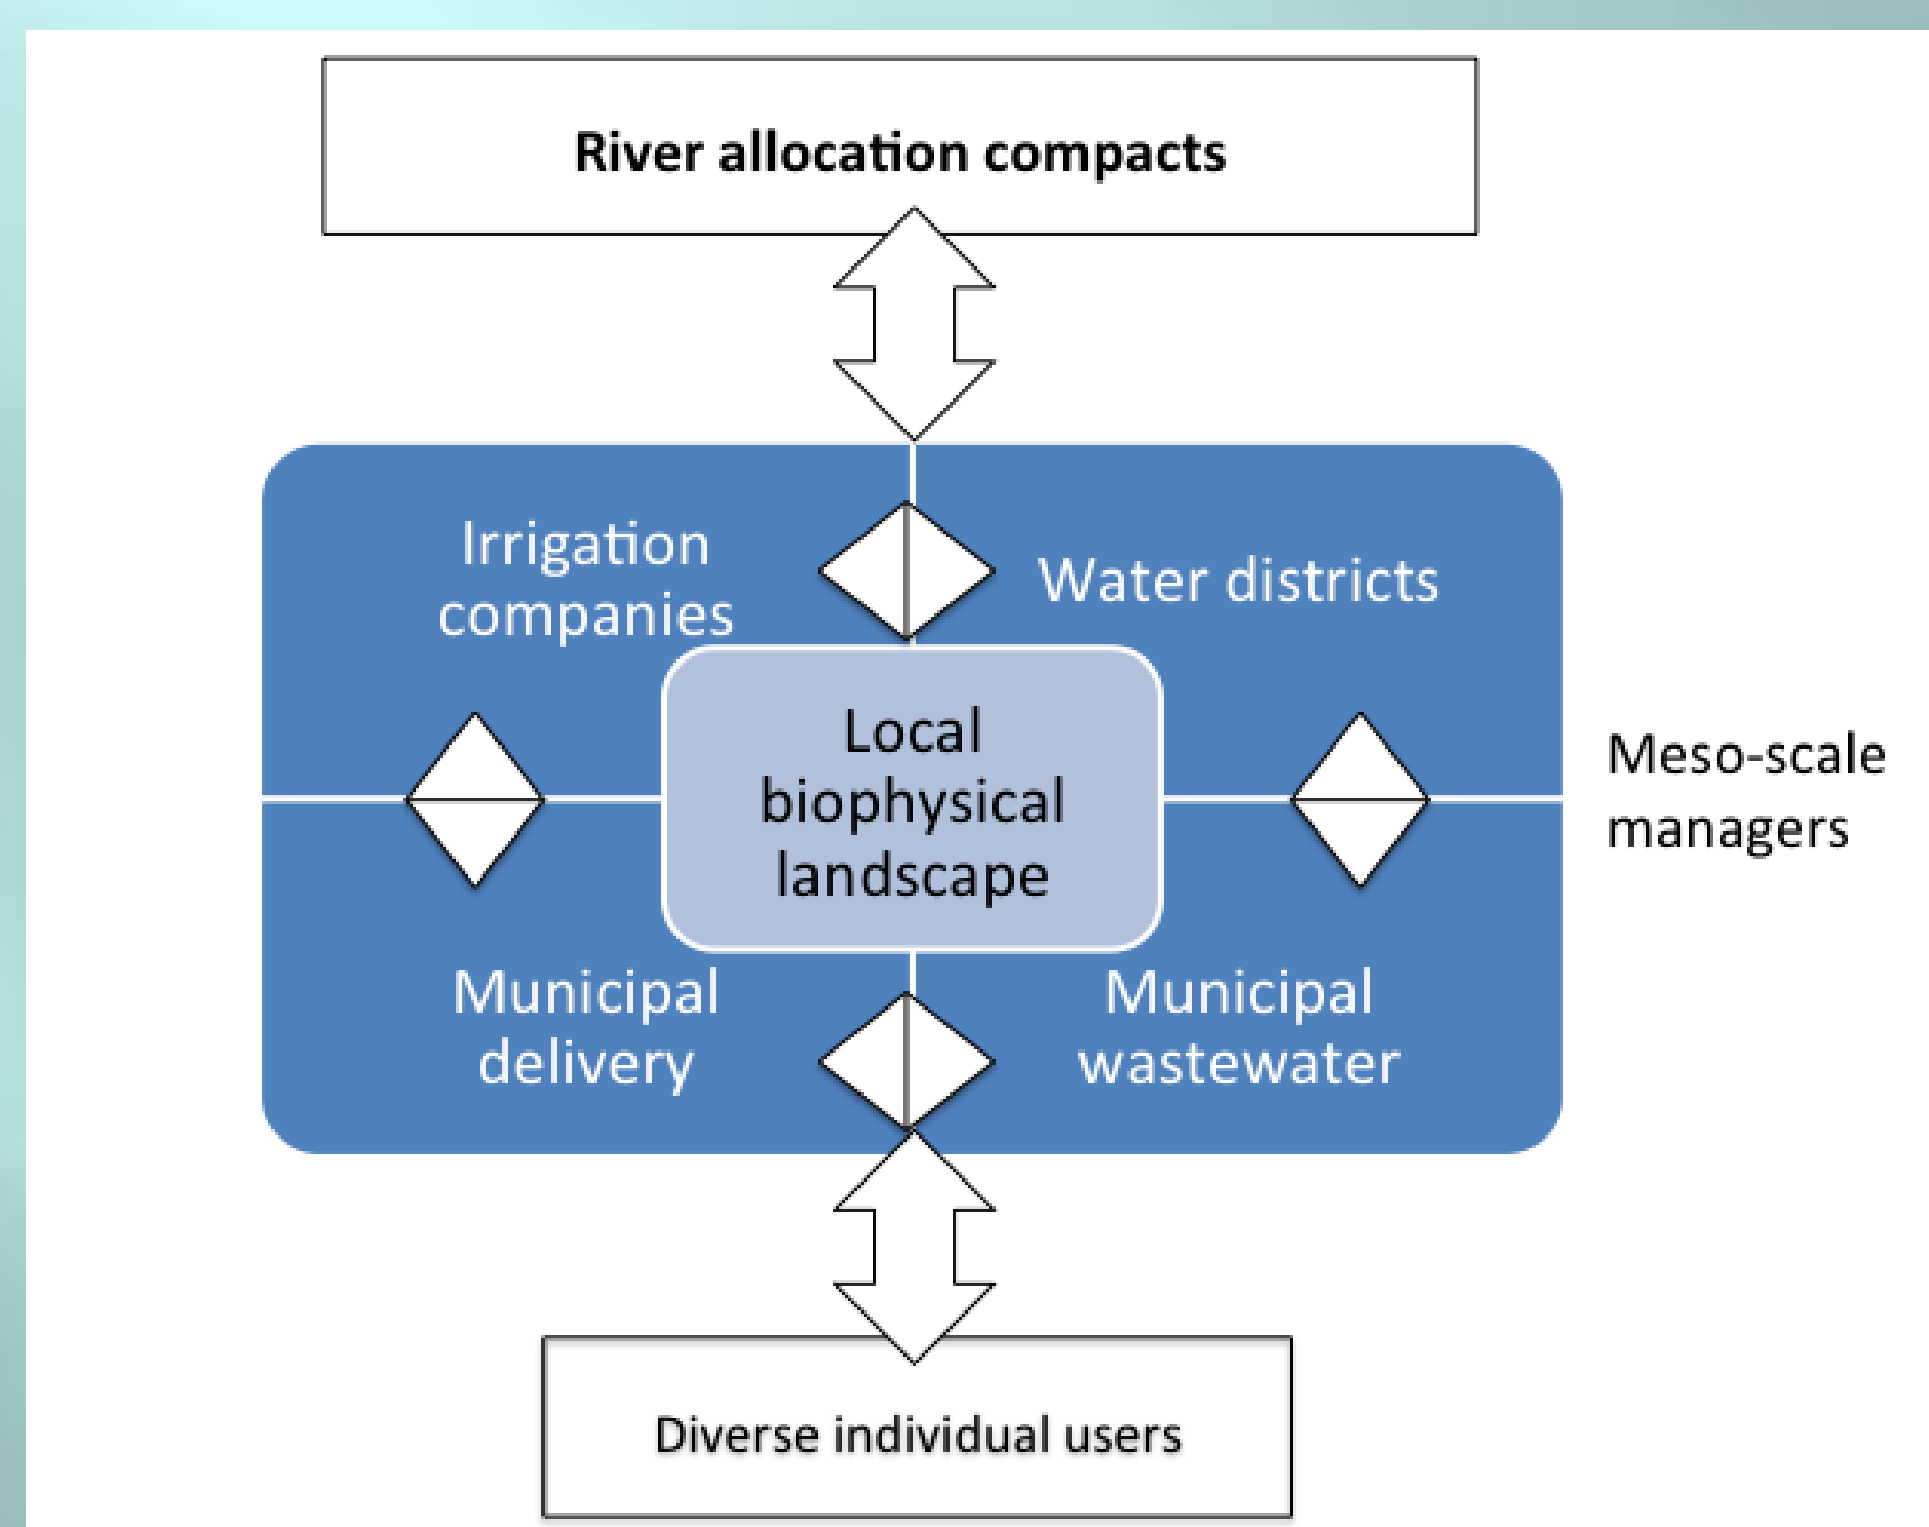 River allocation compacts
Irrigation
companies
Water districts
Local
biophysical
landscape
Meso-scale
managers
Municipal
delivery
Municipal
wastewater
Diverse individual users